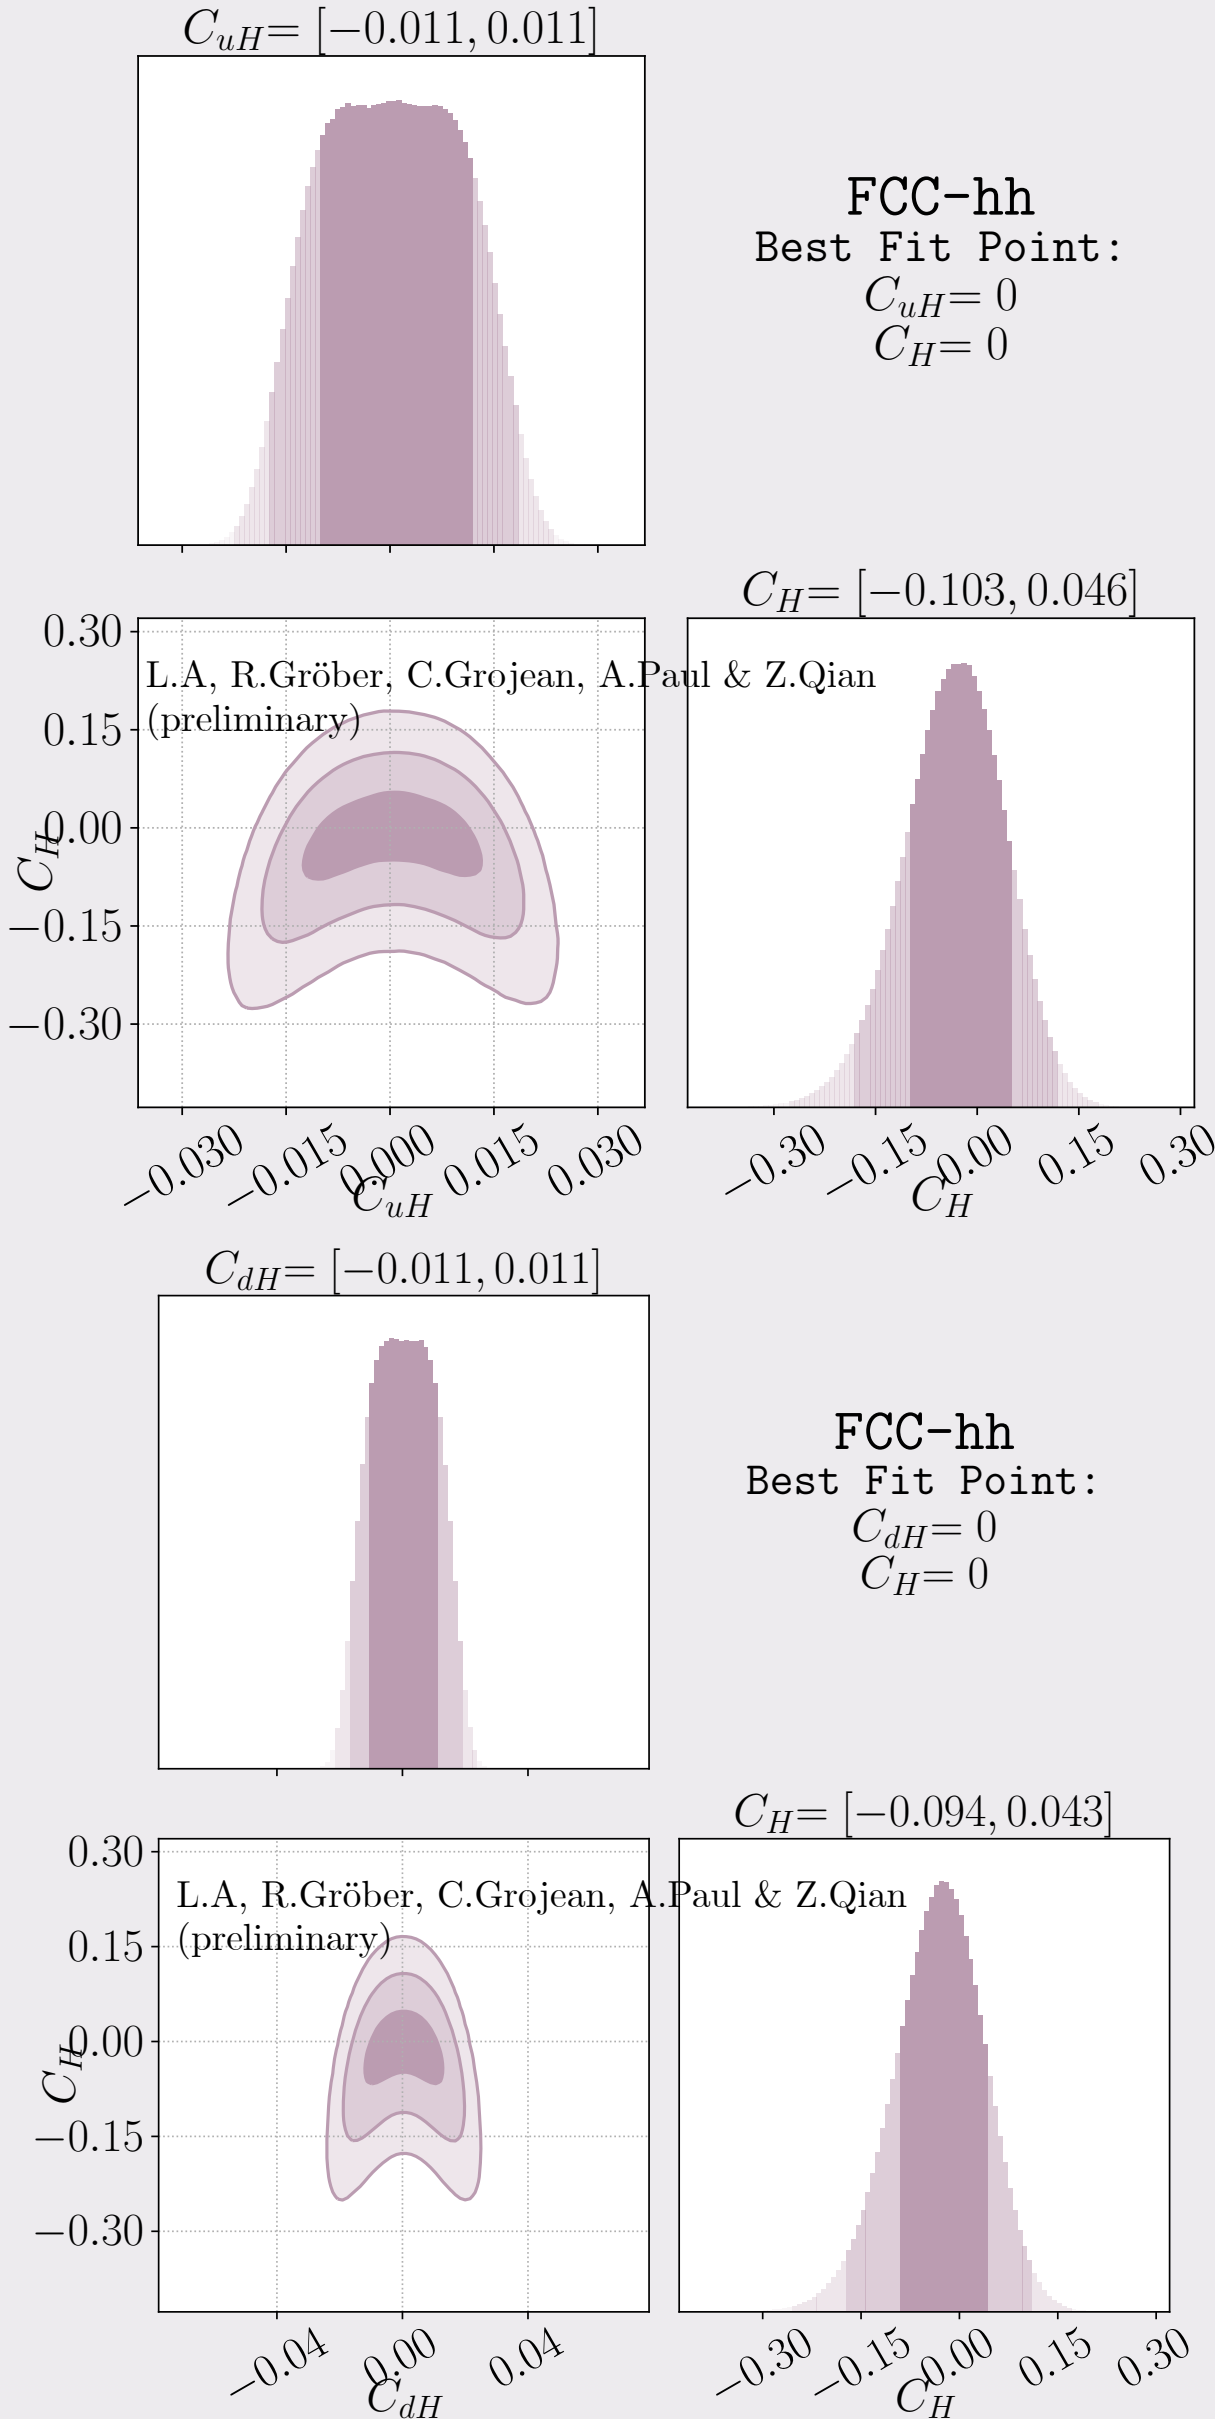 C_{uH}= [−0.011, 0.011]
FCC-hh
Best Fit Point:
C_{uH}= 0
C_H= 0
C_H= [−0.103, 0.046]
0.30
0.15
0.00
−0.15
−0.30
C_H
L.A, R.Gröber, C.Grojean, A.Paul & Z.Qian
(preliminary)
−0.030 −0.015 0.000 0.015 0.030
C_{uH}
−0.30 −0.15 0.00 0.15 0.30
C_H
C_{dH}= [−0.011, 0.011]
FCC-hh
Best Fit Point:
C_{dH}= 0
C_H= 0
C_H= [−0.094, 0.043]
0.30
0.15
0.00
−0.15
−0.30
C_H
L.A, R.Gröber, C.Grojean, A.Paul & Z.Qian
(preliminary)
−0.04 0.00 0.04
C_{dH}
−0.30 −0.15 0.00 0.15 0.30
C_H